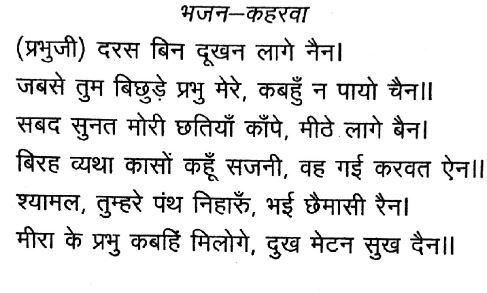 भजन–कहरवा
(प्रभुजी) दरस बिन दूखन लागे नैन।
जबसे तुम बिछुड़े प्रभु मेरे, कबहुँ न पायो चैन॥
सबद सुनत मोरी छतियाँ काँपे, मीठे लागे बैन।
बिरह व्यथा कासों कहूँ सजनी, वह गई करवत ऐन॥
श्यामल, तुम्हरे पंथ निहारुँ, भई छैमासी रैन।
मीरा के प्रभु कबहिं मिलोगे, दुख मेटन सुख दैन॥